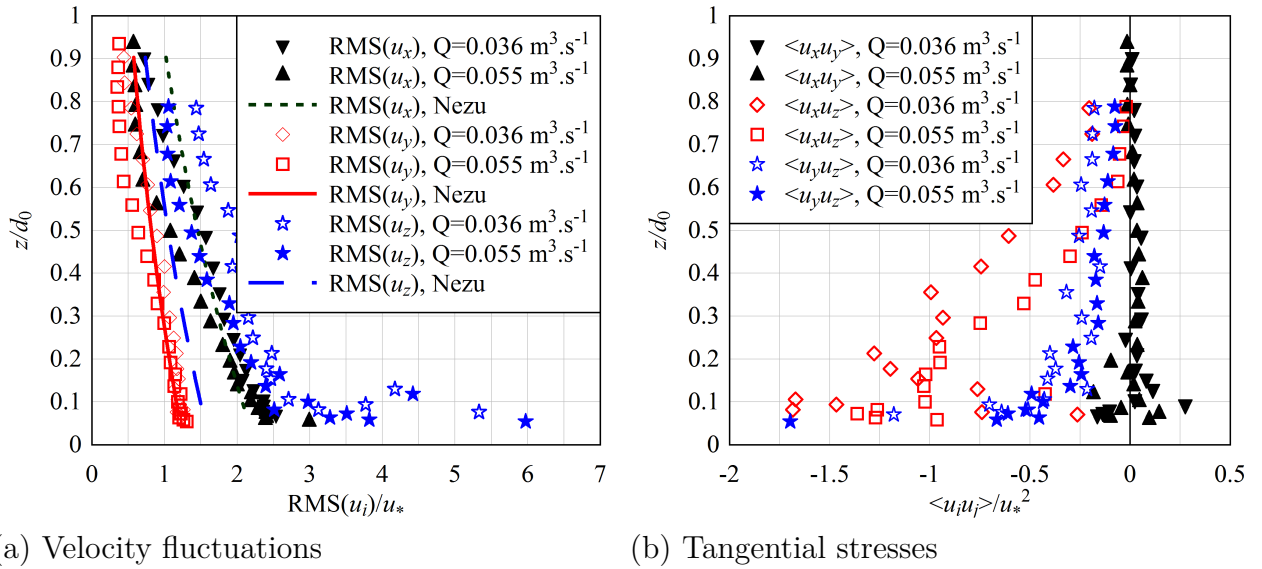 1
0.9
0.8
0.7
0.6
0.5
0.4
0.3
0.2
0.1
0
z/d0
RMS(ux), Q=0.036 m³.s⁻¹
RMS(ux), Q=0.055 m³.s⁻¹
RMS(ux), Nezu
RMS(uy), Q=0.036 m³.s⁻¹
RMS(uy), Q=0.055 m³.s⁻¹
RMS(uy), Nezu
RMS(uz), Q=0.036 m³.s⁻¹
RMS(uz), Q=0.055 m³.s⁻¹
RMS(uz), Nezu
0 1 2 3 4 5 6 7
RMS(ui)/u*
(a) Velocity fluctuations
1
0.9
0.8
0.7
0.6
0.5
0.4
0.3
0.2
0.1
0
z/d0
<uxuy>, Q=0.036 m³.s⁻¹
<uxuy>, Q=0.055 m³.s⁻¹
<uxuz>, Q=0.036 m³.s⁻¹
<uxuz>, Q=0.055 m³.s⁻¹
<uyuz>, Q=0.036 m³.s⁻¹
<uyuz>, Q=0.055 m³.s⁻¹
-2 -1.5 -1 -0.5 0 0.5
<uiuj>/u*²
(b) Tangential stresses